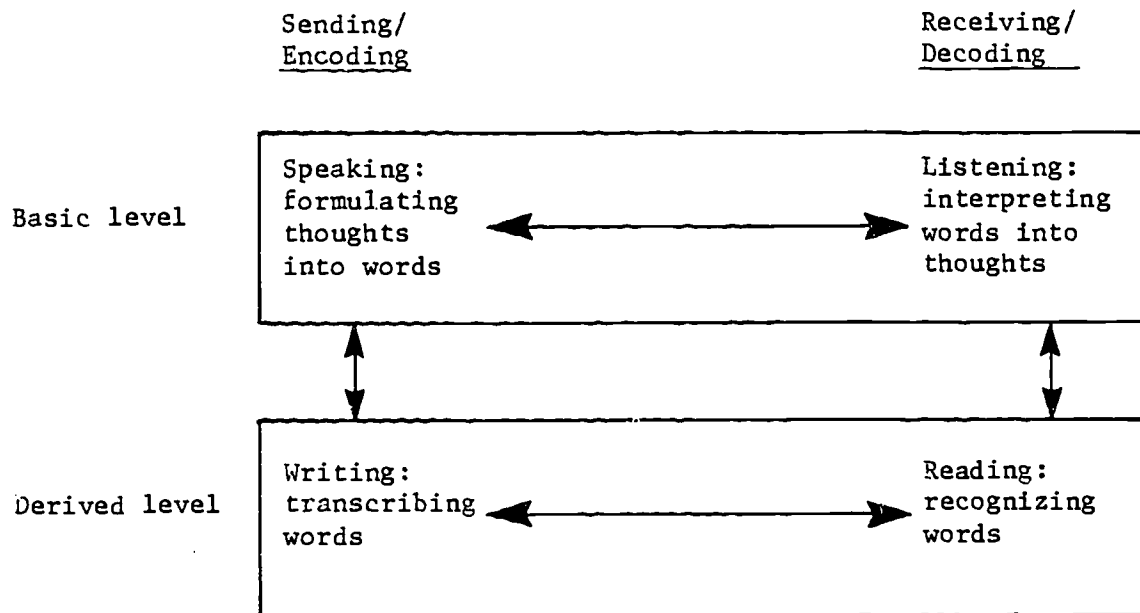 Sending/
Encoding
Receiving/
Decoding
Basic level
Speaking:
formulating
thoughts
into words
Listening:
interpreting
words into
thoughts
Derived level
Writing:
transcribing
words
Reading:
recognizing
words